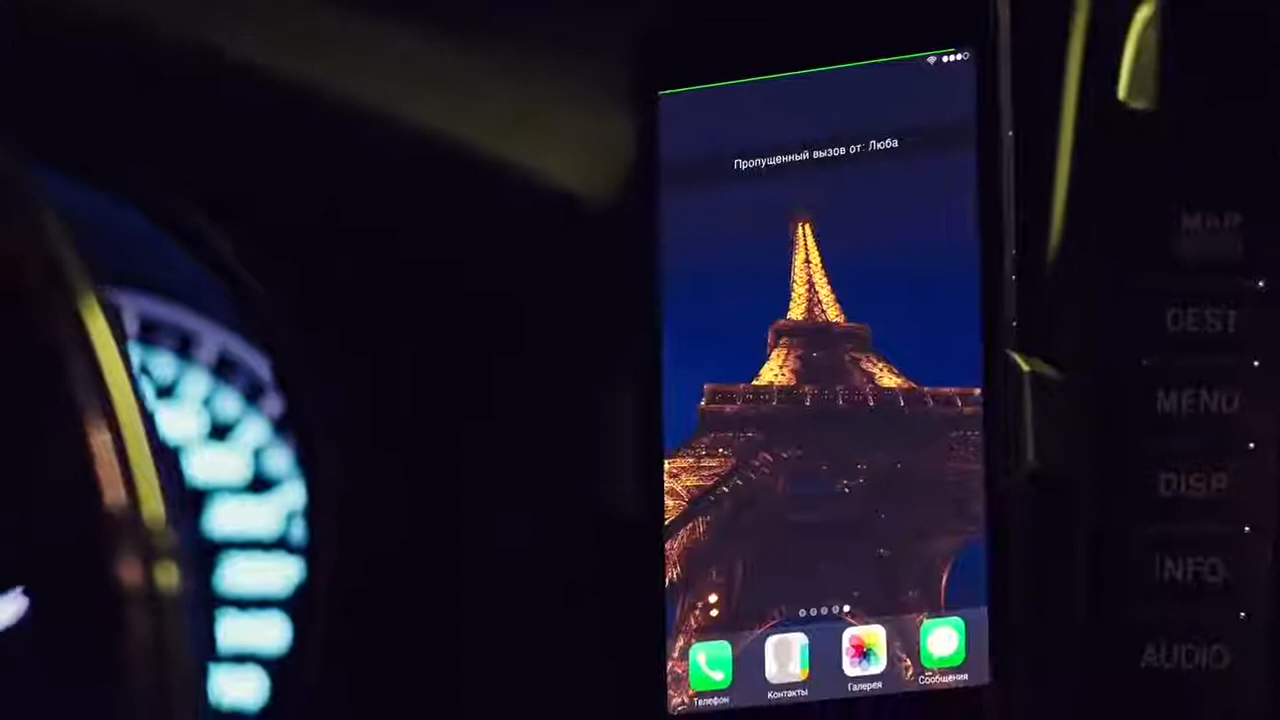 Пропущенный вызов от: Люба
Телефон
Контакты
Галерея
Сообщения
MAP
DEST
MENU
DISP
INFO
AUDIO